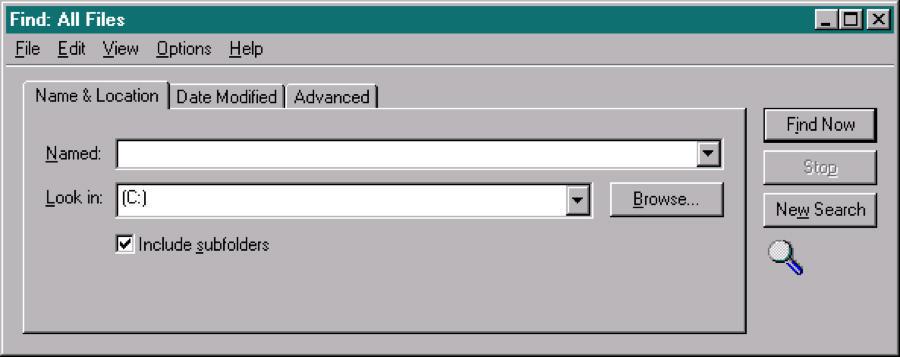 Find: All Files
File Edit View Options Help
Name & Location Date Modified Advanced
Find Now
Named:
Stop
Look in: (C:) Browse...
New Search
Include subfolders